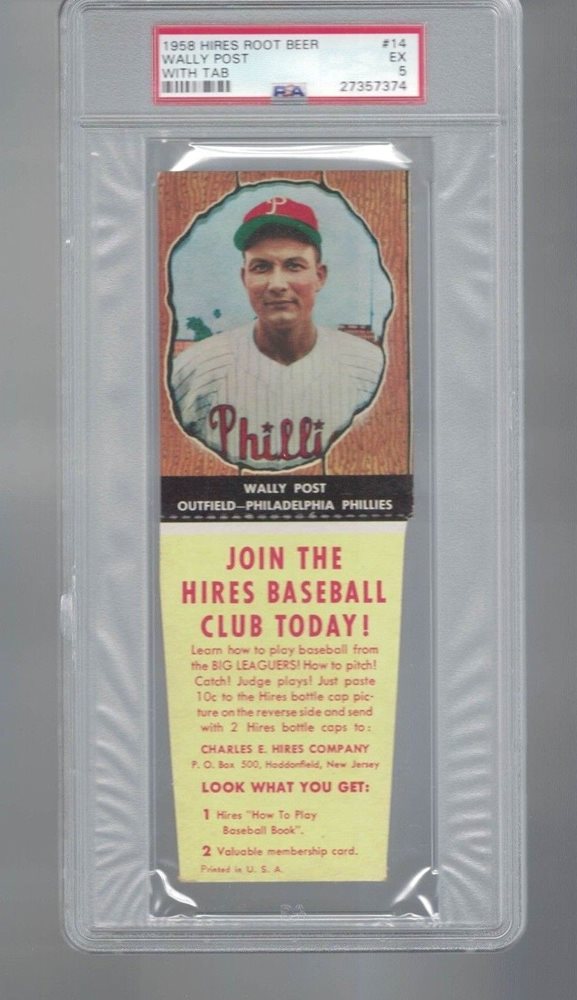 1958 HIRES ROOT BEER #14
WALLY POST EX
WITH TAB 5
PSA 27357374
P
Philli
WALLY POST
OUTFIELD—PHILADELPHIA PHILLIES
JOIN THE
HIRES BASEBALL
CLUB TODAY!
Learn how to play baseball from
the BIG LEAGUERS! How to pitch!
Catch! Judge plays! Just paste
10c to the Hires bottle cap pic-
ture on the reverse side and send
with 2 Hires bottle caps to:
CHARLES E. HIRES COMPANY
P. O. Box 500, Haddonfield, New Jersey
LOOK WHAT YOU GET:
1 Hires "How To Play
Baseball Book".
2 Valuable membership card.
Printed in U. S. A.
PSA